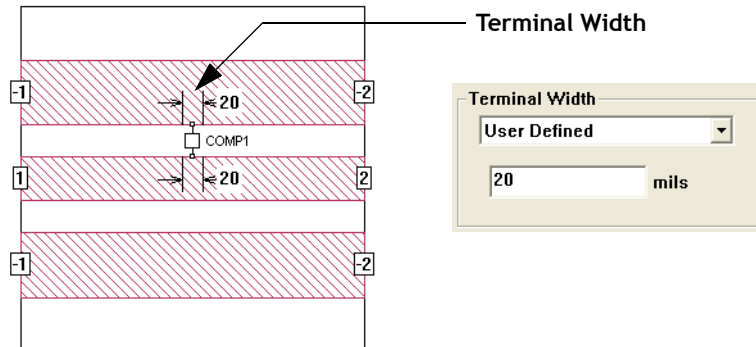 Terminal Width
-1
-2
20
COMP1
1
20
2
-1
-2
Terminal Width
User Defined
20 mils